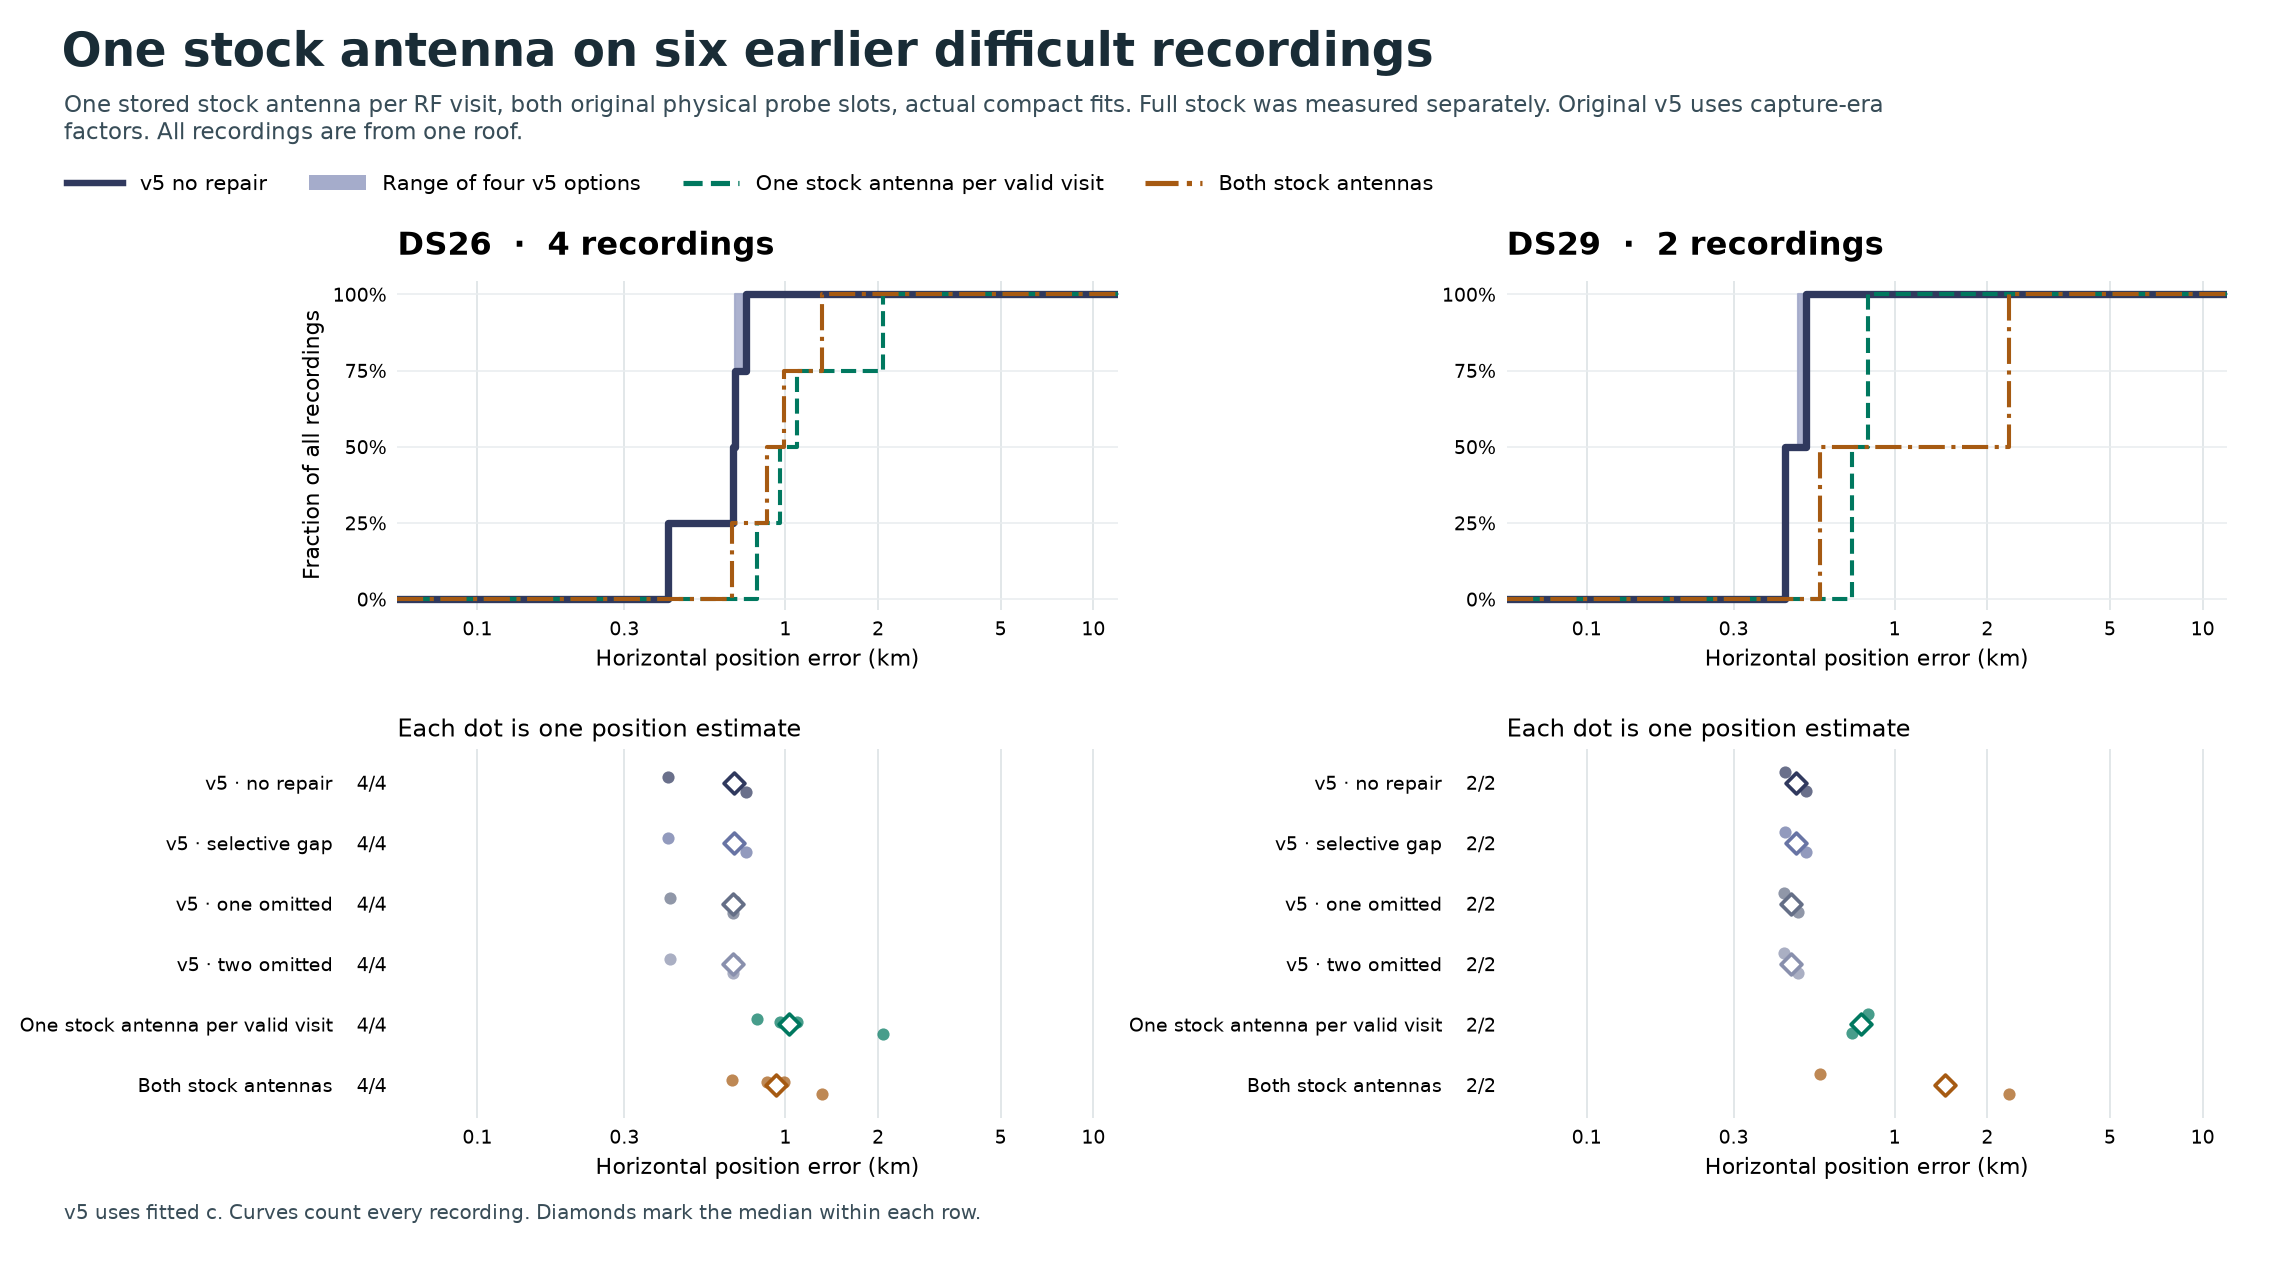 One stock antenna on six earlier difficult recordings
One stored stock antenna per RF visit, both original physical probe slots, actual compact fits. Full stock was measured separately. Original v5 uses capture-era
factors. All recordings are from one roof.
v5 no repair
Range of four v5 options
One stock antenna per valid visit
Both stock antennas
DS26 · 4 recordings
Fraction of all recordings
100%
75%
50%
25%
0%
0.1
0.3
1
2
5
10
Horizontal position error (km)
DS29 · 2 recordings
100%
75%
50%
25%
0%
0.1
0.3
1
2
5
10
Horizontal position error (km)
Each dot is one position estimate
v5 · no repair 4/4
v5 · selective gap 4/4
v5 · one omitted 4/4
v5 · two omitted 4/4
One stock antenna per valid visit 4/4
Both stock antennas 4/4
0.1
0.3
1
2
5
10
Horizontal position error (km)
Each dot is one position estimate
v5 · no repair 2/2
v5 · selective gap 2/2
v5 · one omitted 2/2
v5 · two omitted 2/2
One stock antenna per valid visit 2/2
Both stock antennas 2/2
0.1
0.3
1
2
5
10
Horizontal position error (km)
v5 uses fitted c. Curves count every recording. Diamonds mark the median within each row.